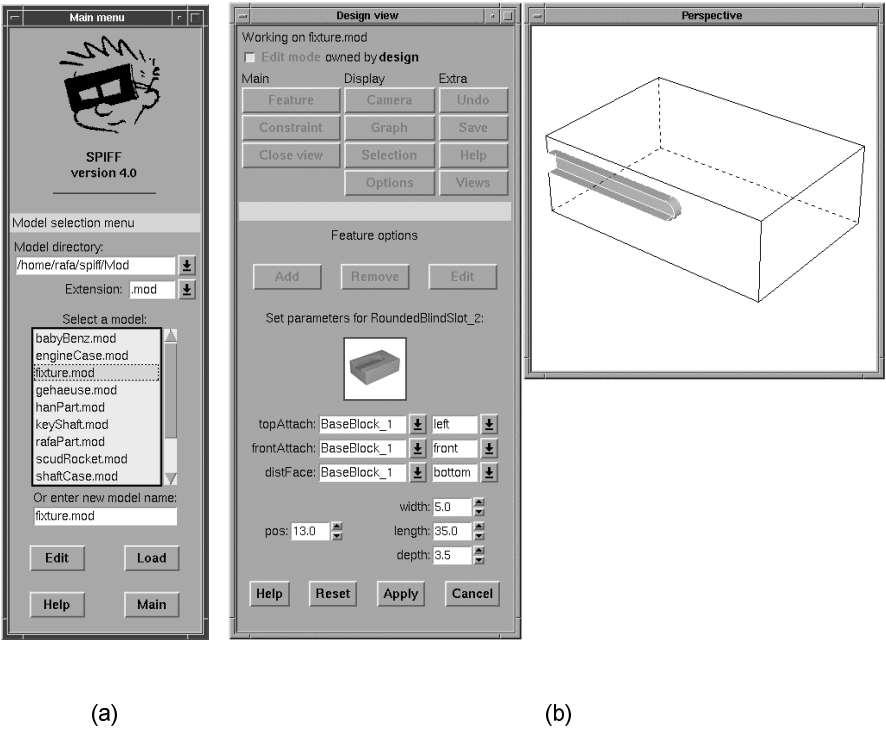 Main menu
SPIFF
version 4.0
Model selection menu
Model directory:
/home/rafa/spiff/Mod
Extension: .mod
Select a model:
babyBenz.mod
engineCase.mod
fixture.mod
gehaeuse.mod
hanPart.mod
keyShaft.mod
rafaPart.mod
scudRocket.mod
shaftCase.mod
Or enter new model name:
fixture.mod
Edit Load
Help Main
(a)
Design view
Working on fixture.mod
Edit mode owned by design
Main Display Extra
Feature Camera Undo
Constraint Graph Save
Close view Selection Help
Options Views
Feature options
Add Remove Edit
Set parameters for RoundedBlindSlot_2:
topAttach: BaseBlock_1 left
frontAttach: BaseBlock_1 front
distFace: BaseBlock_1 bottom
width: 5.0
pos: 13.0 length: 35.0
depth: 3.5
Help Reset Apply Cancel
Perspective
(b)